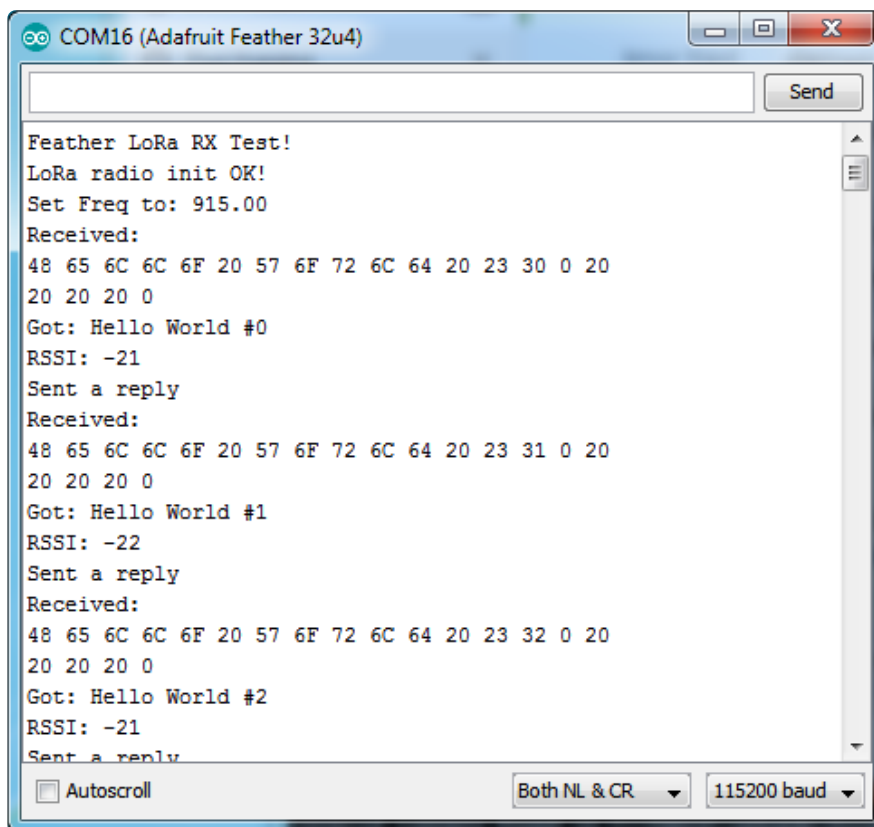 COM16 (Adafruit Feather 32u4)
Send
Feather LoRa RX Test!
LoRa radio init OK!
Set Freq to: 915.00
Received:
48 65 6C 6C 6F 20 57 6F 72 6C 64 20 23 30 0 20
20 20 20 0
Got: Hello World #0
RSSI: -21
Sent a reply
Received:
48 65 6C 6C 6F 20 57 6F 72 6C 64 20 23 31 0 20
20 20 20 0
Got: Hello World #1
RSSI: -22
Sent a reply
Received:
48 65 6C 6C 6F 20 57 6F 72 6C 64 20 23 32 0 20
20 20 20 0
Got: Hello World #2
RSSI: -21
Sent a reply
Autoscroll Both NL & CR 115200 baud